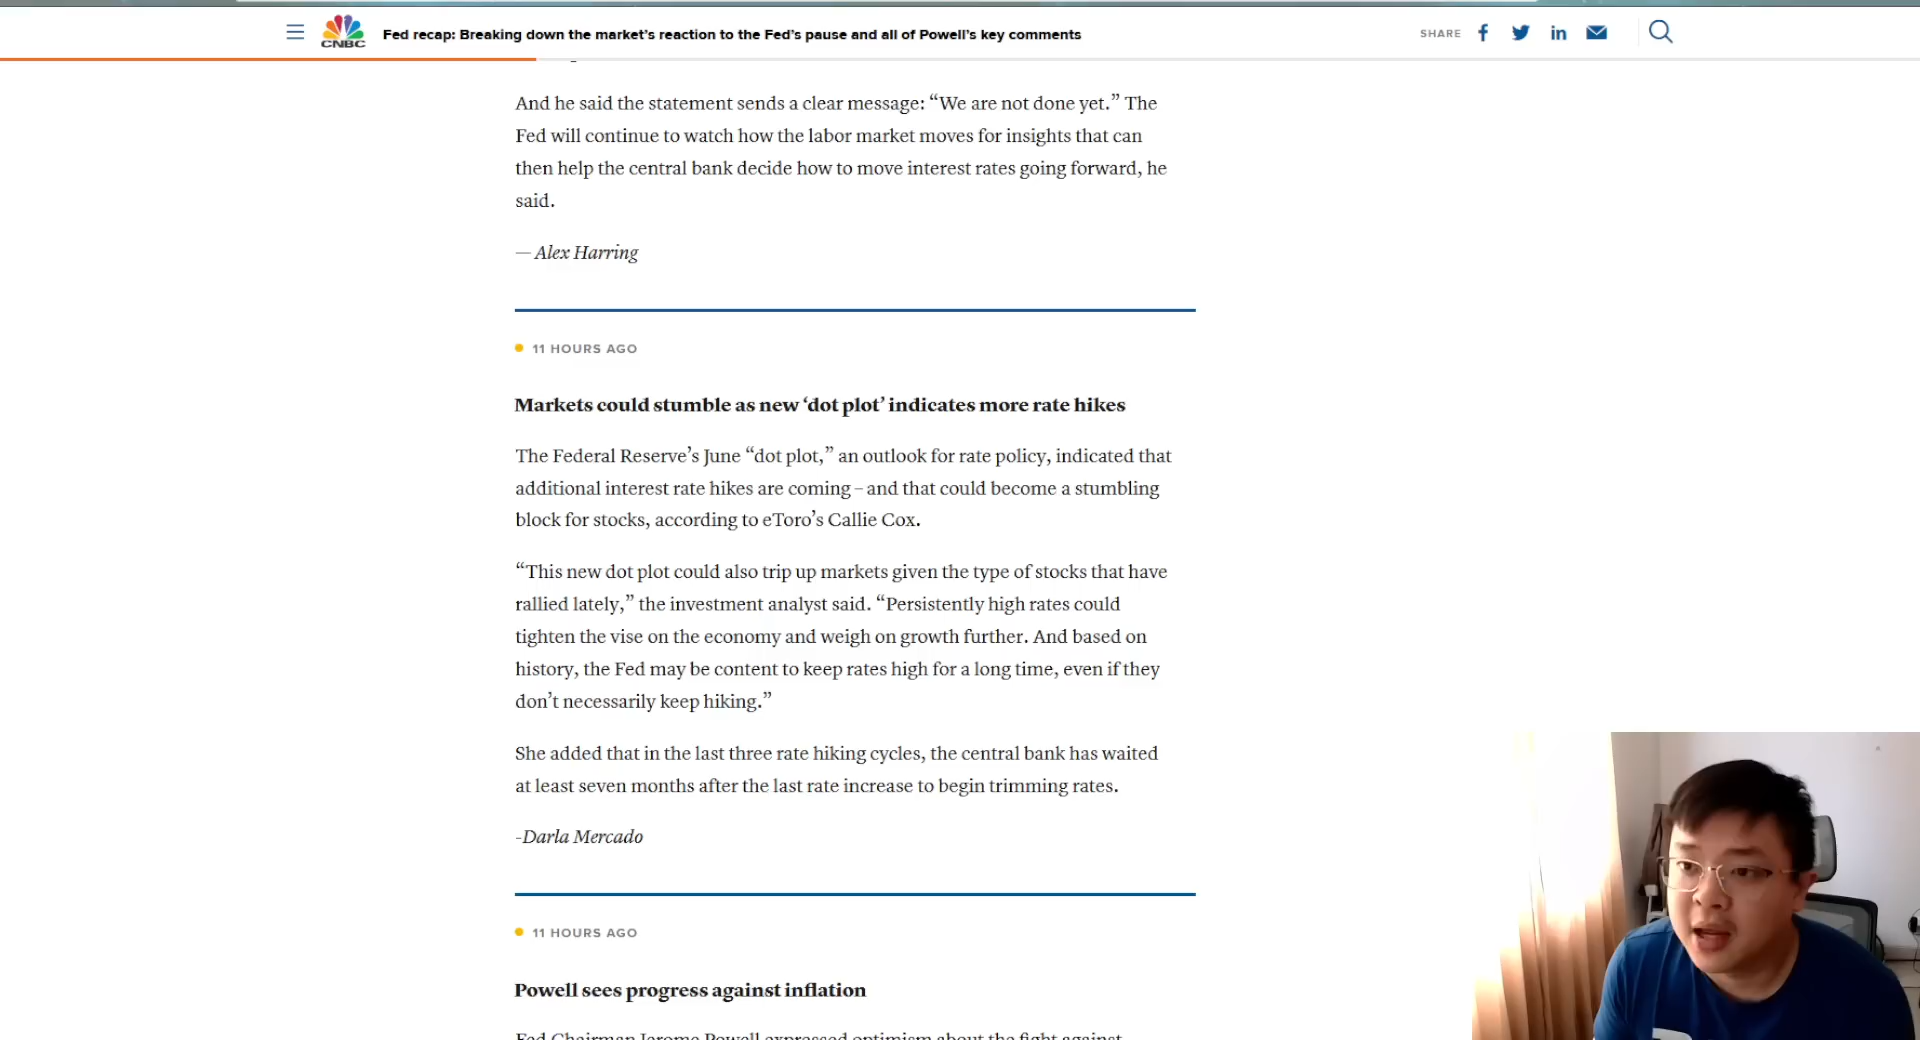 CNBC
Fed recap: Breaking down the market’s reaction to the Fed’s pause and all of Powell’s key comments
SHARE
And he said the statement sends a clear message: “We are not done yet.” The
Fed will continue to watch how the labor market moves for insights that can
then help the central bank decide how to move interest rates going forward, he
said.
— Alex Harring
11 HOURS AGO
Markets could stumble as new ‘dot plot’ indicates more rate hikes
The Federal Reserve’s June “dot plot,” an outlook for rate policy, indicated that
additional interest rate hikes are coming – and that could become a stumbling
block for stocks, according to eToro’s Callie Cox.
“This new dot plot could also trip up markets given the type of stocks that have
rallied lately,” the investment analyst said. “Persistently high rates could
tighten the vise on the economy and weigh on growth further. And based on
history, the Fed may be content to keep rates high for a long time, even if they
don’t necessarily keep hiking.”
She added that in the last three rate hiking cycles, the central bank has waited
at least seven months after the last rate increase to begin trimming rates.
-Darla Mercado
11 HOURS AGO
Powell sees progress against inflation
Fed Chairman Jerome Powell expressed optimism about the fight against